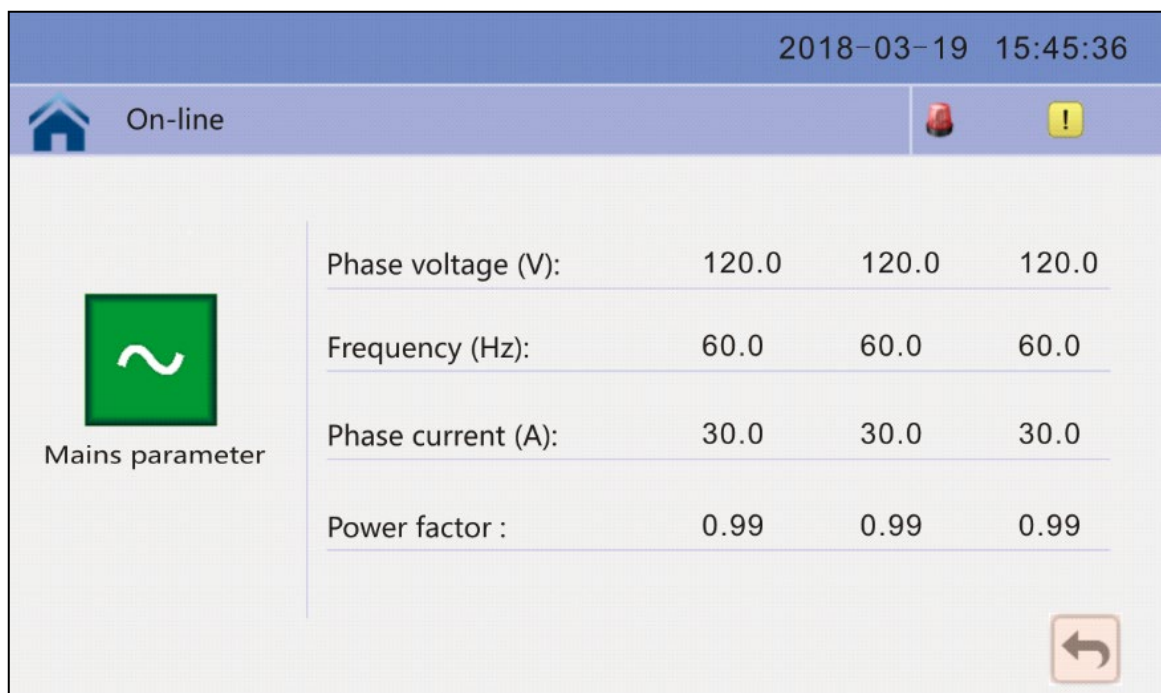 2018-03-19 15:45:36
On-line
!
Phase voltage (V): 120.0 120.0 120.0
Frequency (Hz): 60.0 60.0 60.0
Mains parameter
Phase current (A): 30.0 30.0 30.0
Power factor : 0.99 0.99 0.99